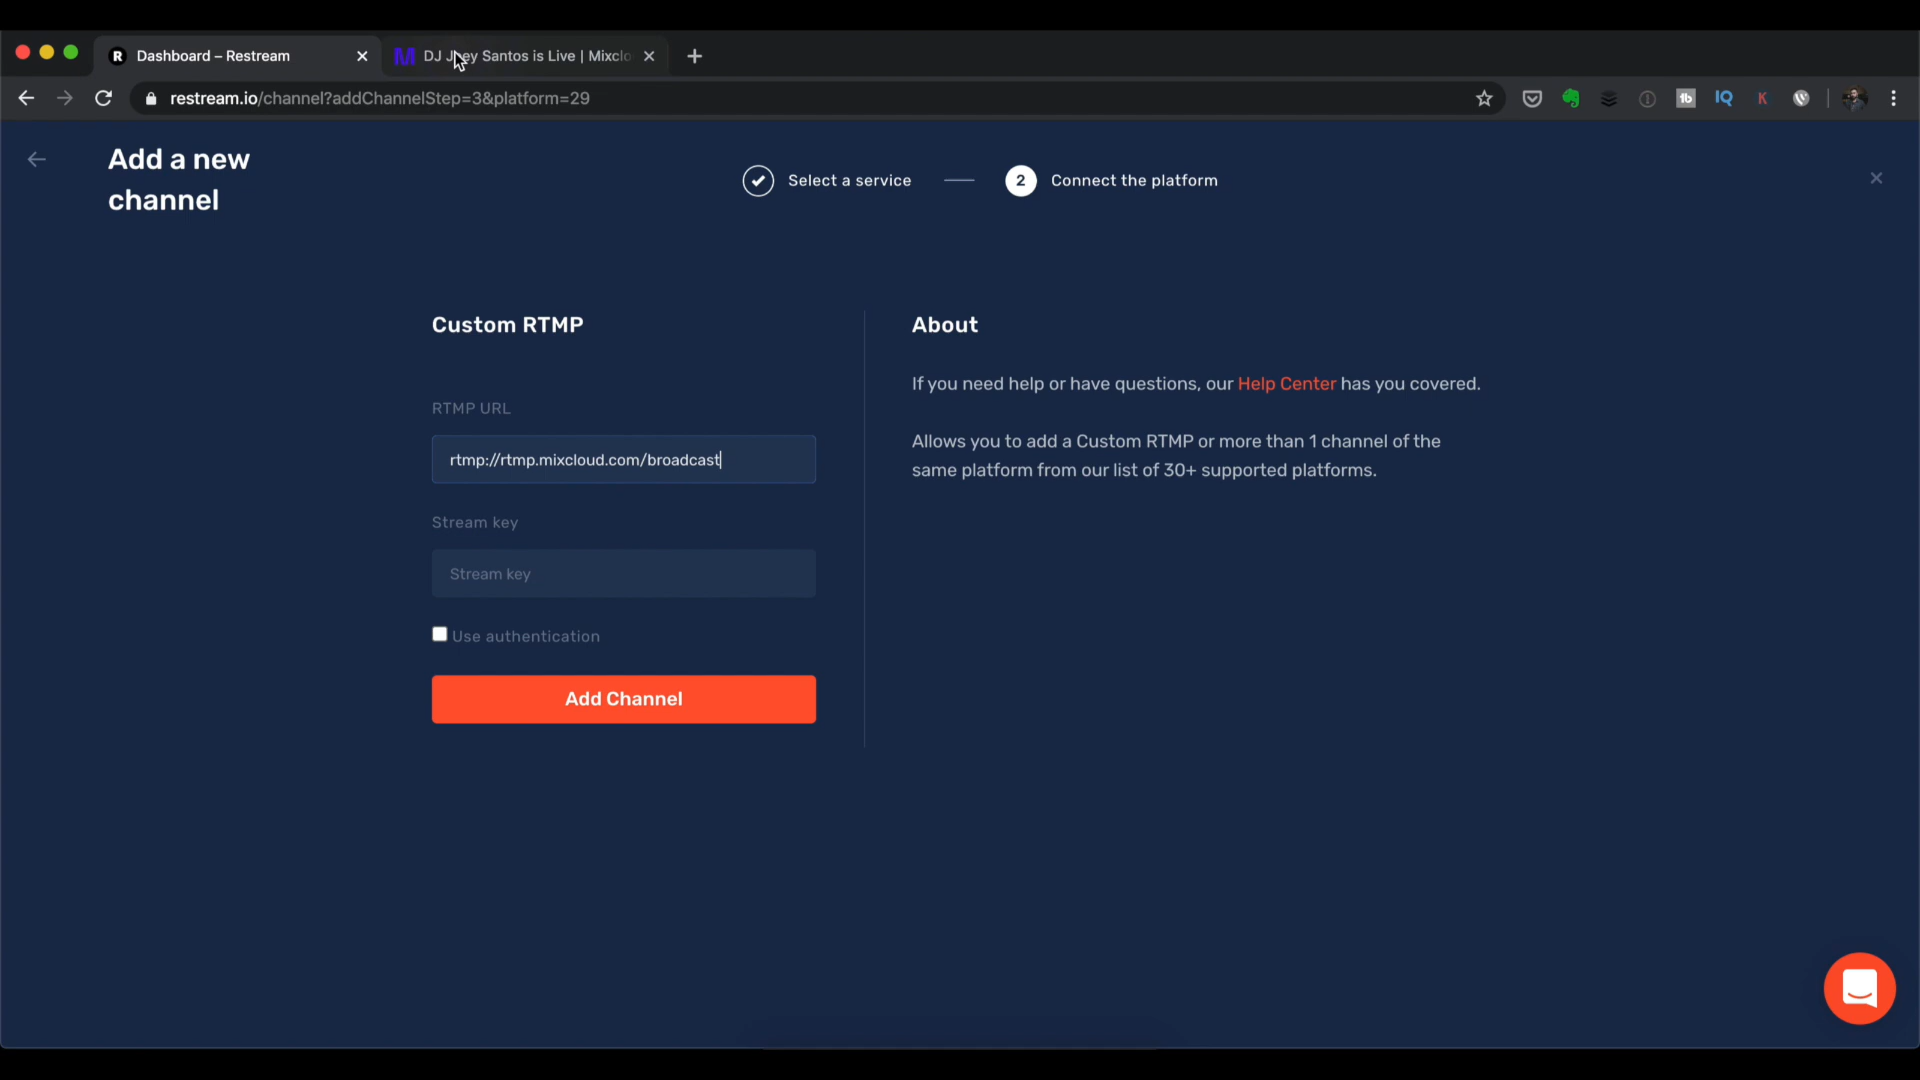 R Dashboard – Restream
M DJ Joey Santos is Live | Mixclo
restream.io/channel?addChannelStep=3&platform=29
tb IQ K
Add a new
channel
Select a service
2 Connect the platform
Custom RTMP
RTMP URL
rtmp://rtmp.mixcloud.com/broadcast
Stream key
Stream key
Use authentication
Add Channel
About
If you need help or have questions, our Help Center has you covered.
Allows you to add a Custom RTMP or more than 1 channel of the
same platform from our list of 30+ supported platforms.